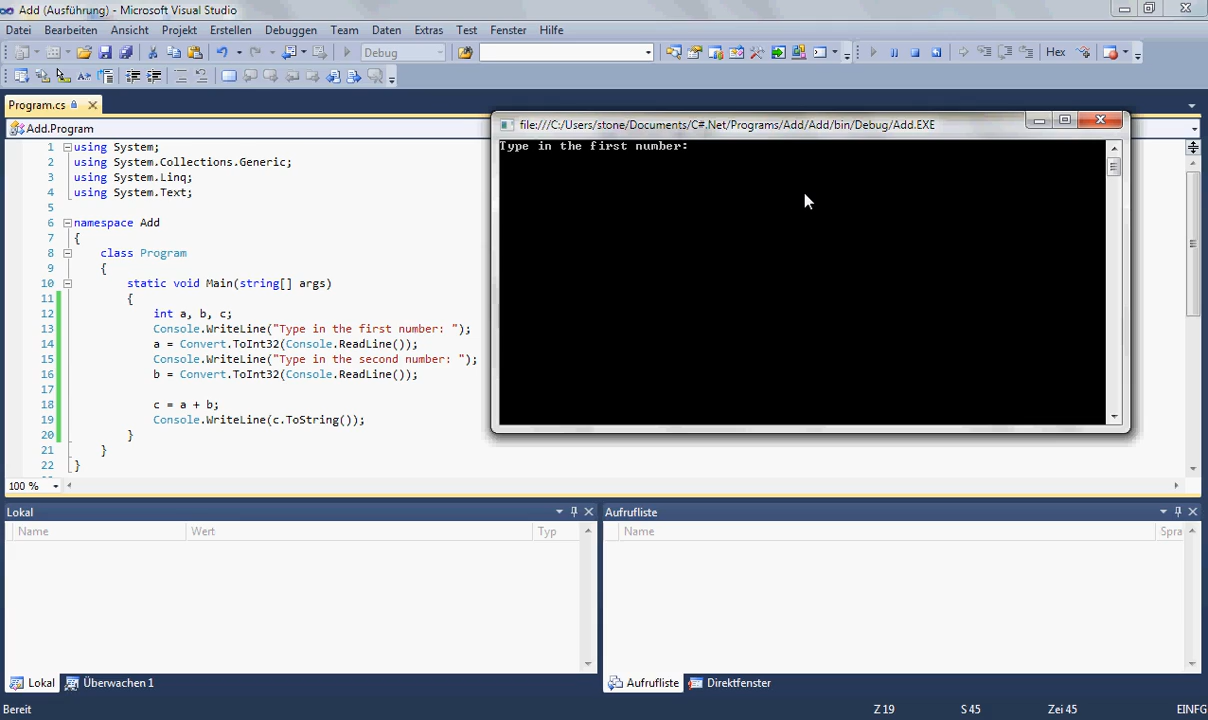 Add (Ausführung) - Microsoft Visual Studio
Datei Bearbeiten Ansicht Projekt Erstellen Debuggen Team Daten Extras Test Fenster Hilfe
Debug
Hex
Program.cs
Add.Program
1 using System;
2 using System.Collections.Generic;
3 using System.Linq;
4 using System.Text;
5
6 namespace Add
7 {
8 class Program
9 {
10 static void Main(string[] args)
11 {
12 int a, b, c;
13 Console.WriteLine("Type in the first number: ");
14 a = Convert.ToInt32(Console.ReadLine());
15 Console.WriteLine("Type in the second number: ");
16 b = Convert.ToInt32(Console.ReadLine());
17
18 c = a + b;
19 Console.WriteLine(c.ToString());
20 }
21 }
22 }
100 %
file:///C:/Users/stone/Documents/C#.Net/Programs/Add/Add/bin/Debug/Add.EXE
Type in the first number:
Lokal
Name Wert Typ
Lokal Überwachen 1
Aufrufliste
Name Spra
Aufrufliste Direktfenster
Bereit Z 19 S 45 Zei 45 EINFG